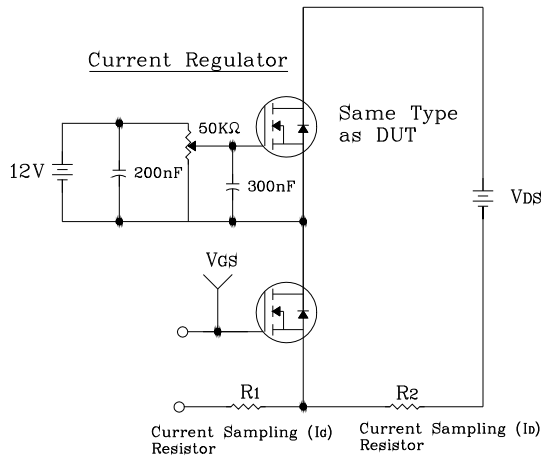 Current Regulator
50KΩ
Same Type
as DUT
12V
200nF
300nF
VDS
VGS
R1
R2
Current Sampling (IG)
Resistor
Current Sampling (ID)
Resistor